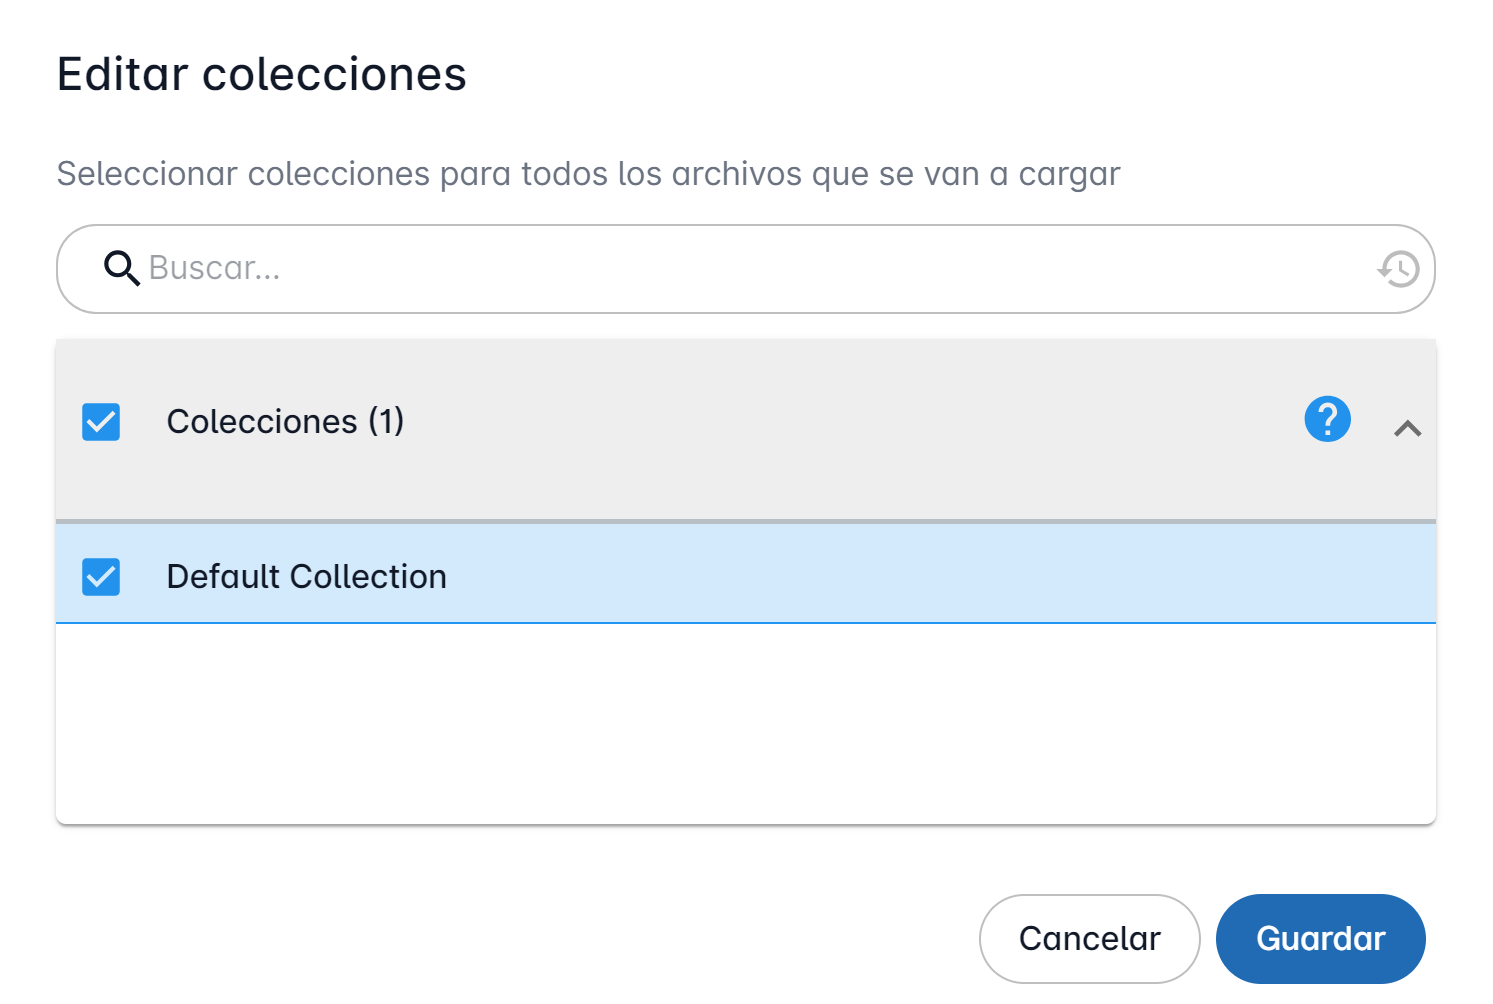 Editar colecciones
Seleccionar colecciones para todos los archivos que se van a cargar
Buscar...
Colecciones (1)
?
Default Collection
Cancelar
Guardar